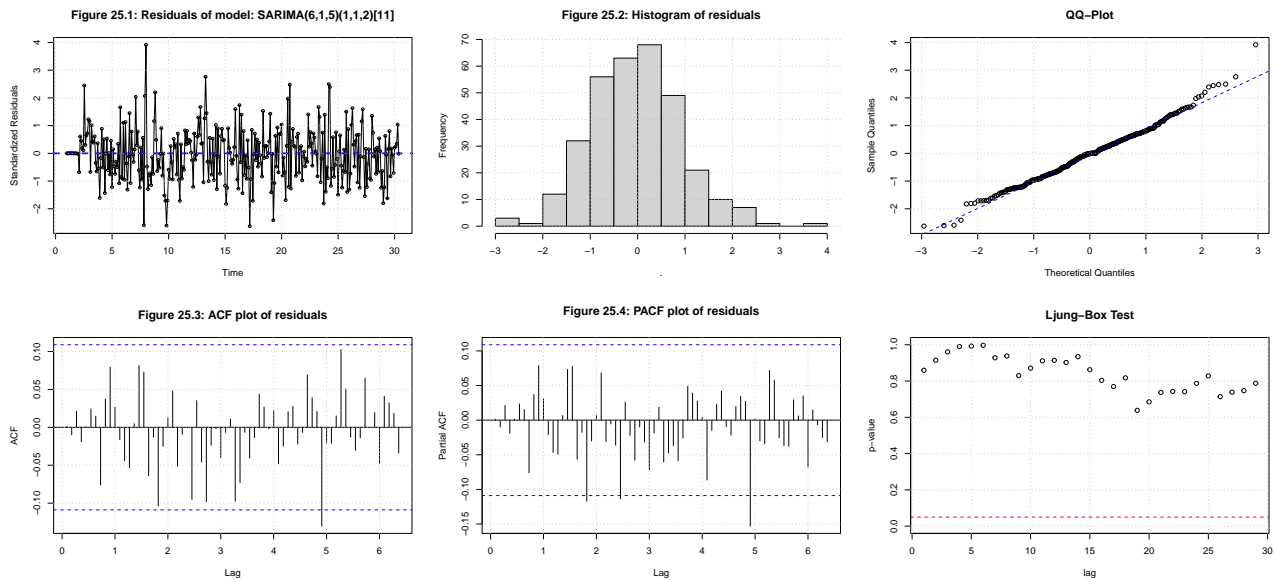 Figure 25.1: Residuals of model: SARIMA(6,1,5)(1,1,2)[11]
Standardized Residuals
4
3
2
1
0
−1
−2
0 5 10 15 20 25 30
Time
Figure 25.2: Histogram of residuals
Frequency
70
60
50
40
30
20
10
0
−3 −2 −1 0 1 2 3 4
.
QQ−Plot
Sample Quantiles
4
3
2
1
0
−1
−2
−3 −2 −1 0 1 2 3
Theoretical Quantiles
Figure 25.3: ACF plot of residuals
ACF
0.10
0.05
0.00
−0.05
−0.10
0 1 2 3 4 5 6
Lag
Figure 25.4: PACF plot of residuals
Partial ACF
0.10
0.05
0.00
−0.05
−0.10
−0.15
0 1 2 3 4 5 6
Lag
Ljung−Box Test
p−value
1.0
0.8
0.6
0.4
0.2
0.0
0 5 10 15 20 25 30
lag